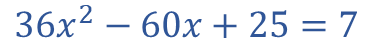 36x² − 60x + 25 = 7